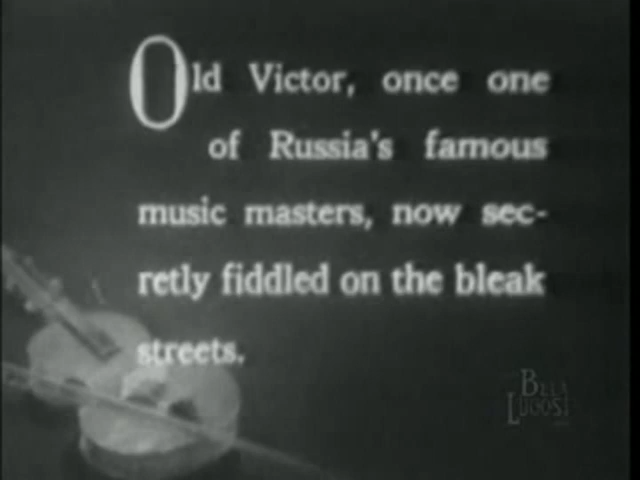 Old Victor, once one
of Russia's famous
music masters, now sec-
retly fiddled on the bleak
streets.
BELA
LUGOSI